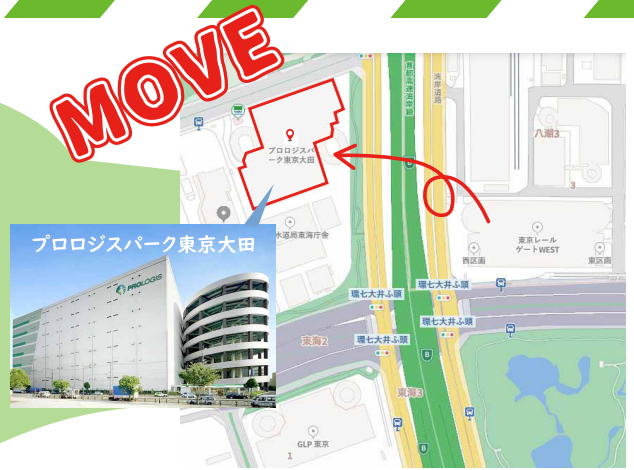 MOVE
首都高速湾岸線
湾岸道路
八潮3
3
プロロジスパ
ーク東京大田
水道局東海庁舎
東京レール
ゲートWEST
西区画
東区画
プロロジスパーク東京大田
PROLOGIS
環七大井ふ頭
環七大井ふ頭
環七大井ふ頭
環七大井ふ頭
東海2
B
B
B
東海3
GLP 東京
1